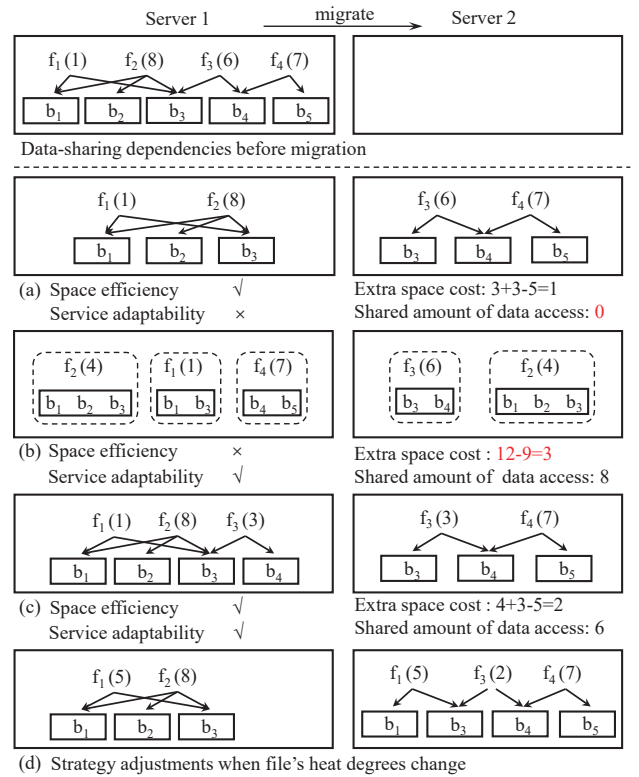 Server 1 migrate Server 2
f1(1) f2(8) f3(6) f4(7)
b1 b2 b3 b4 b5
Data-sharing dependencies before migration
f1(1) f2(8) f3(6) f4(7)
b1 b2 b3 b3 b4 b5
(a) Space efficiency √ Extra space cost: 3+3-5=1
Service adaptability × Shared amount of data access: 0
f2(4) f1(1) f4(7) f3(6) f2(4)
b1 b2 b3 b1 b3 b4 b5 b3 b4 b1 b2 b3
(b) Space efficiency × Extra space cost : 12-9=3
Service adaptability √ Shared amount of data access: 8
f1(1) f2(8) f3(3) f3(3) f4(7)
b1 b2 b3 b4 b3 b4 b5
(c) Space efficiency √ Extra space cost : 4+3-5=2
Service adaptability √ Shared amount of data access: 6
f1(5) f2(8) f1(5) f3(2) f4(7)
b1 b2 b3 b1 b3 b4 b5
(d) Strategy adjustments when file's heat degrees change